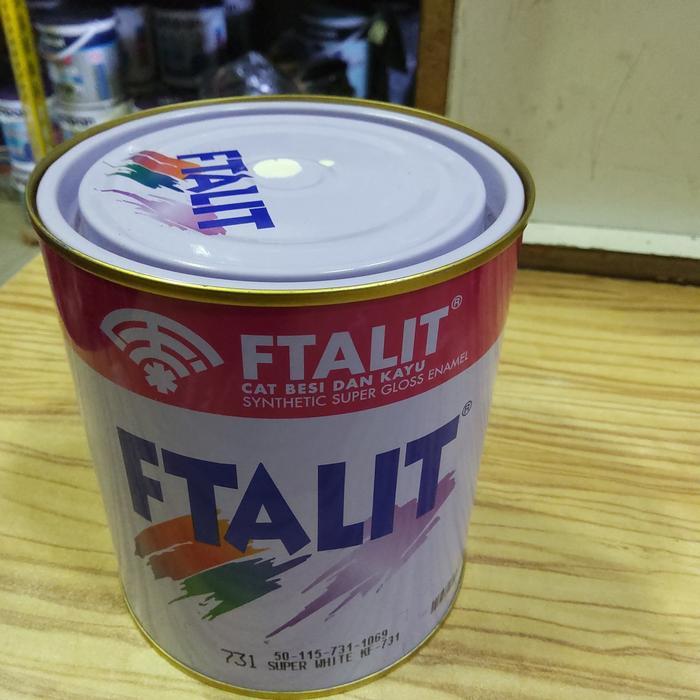 FTALIT
FTALIT®
CAT BESI DAN KAYU
SYNTHETIC SUPER GLOSS ENAMEL
FTALIT®
731 50-115-731-1069
SUPER WHITE KF-731